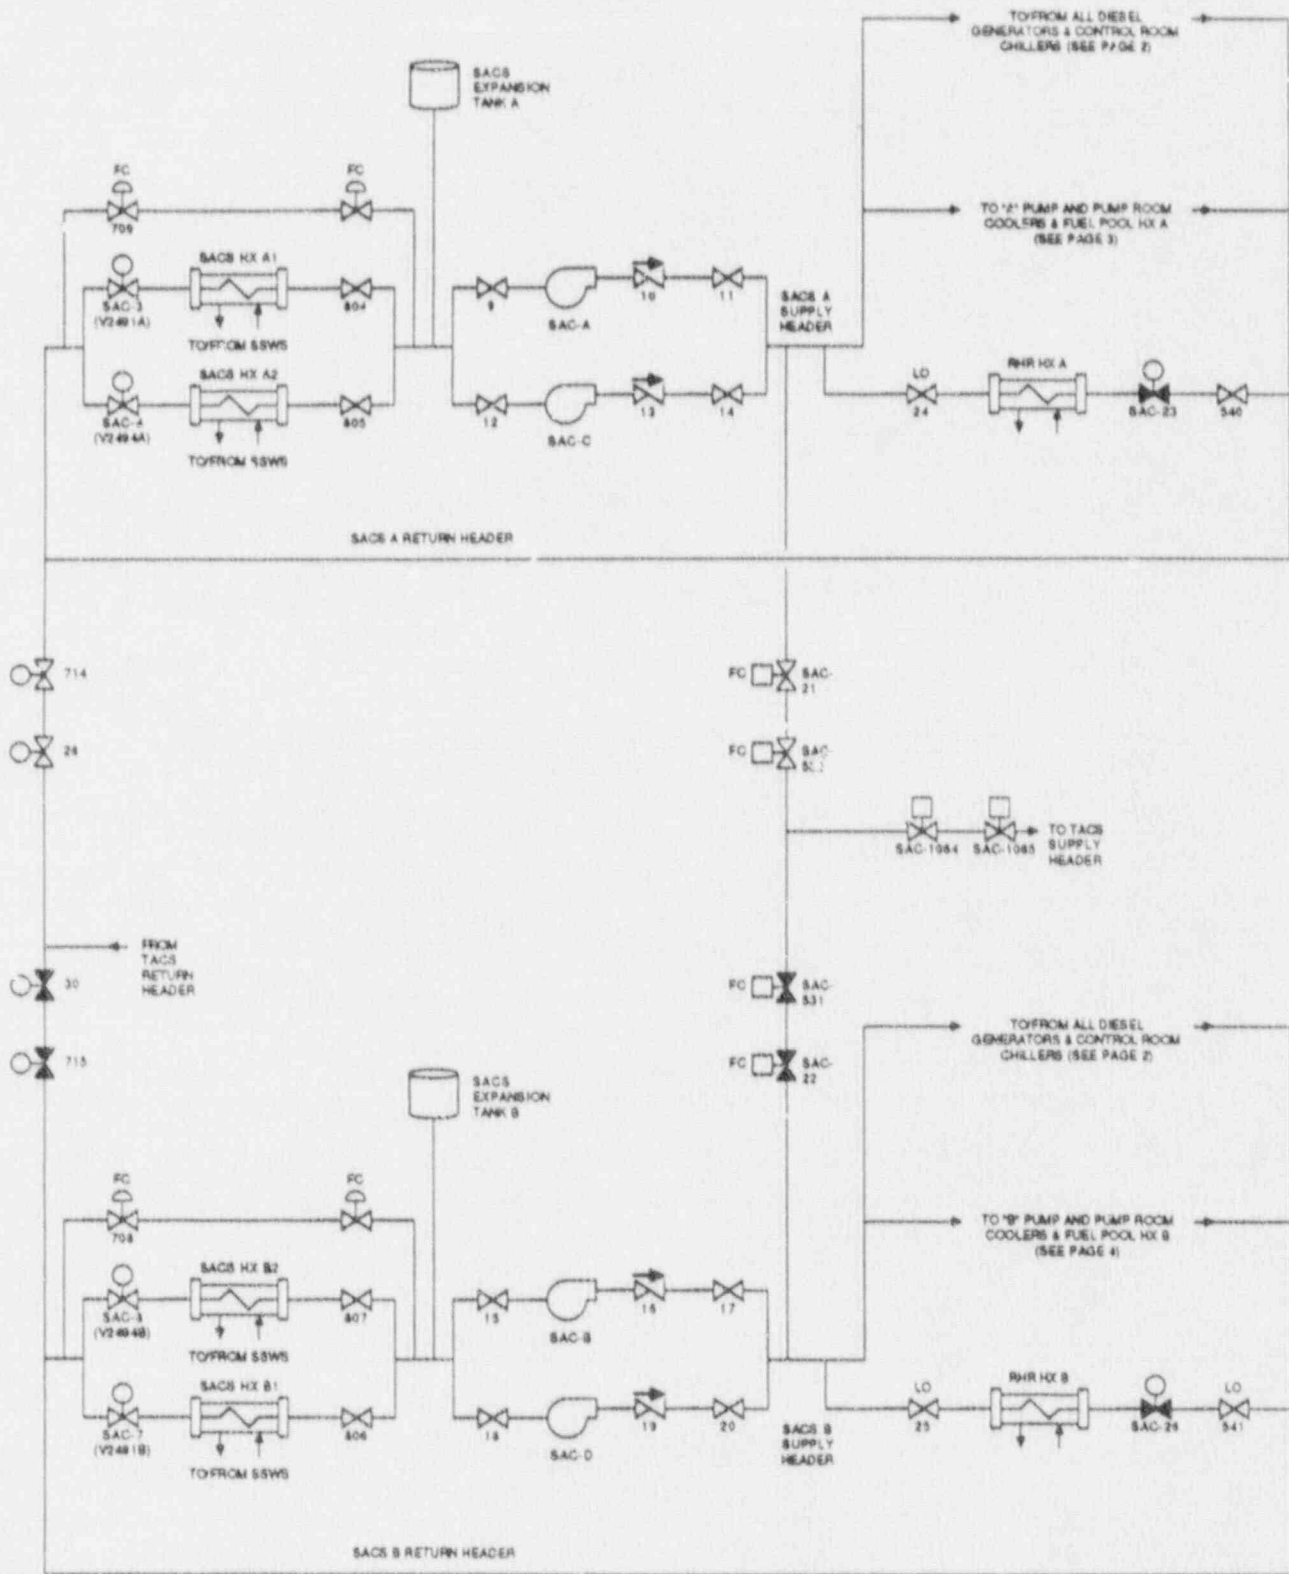 TO/FROM ALL DIESEL
GENERATORS & CONTROL ROOM
CHILLERS (SEE PAGE 2)
SACS
EXPANSION
TANK A
FC
FC
709
TO "A" PUMP AND PUMP ROOM
COOLERS & FUEL POOL HX A
(SEE PAGE 3)
SACS HX A1
SAC-3
(V2491A)
804
TO/FROM SSWS
9
SAC-A
10
11
SACS A
SUPPLY
HEADER
SACS HX A2
(V2494A)
805
TO/FROM SSWS
12
SAC-C
13
14
LO
24
RHR HX A
SAC-23
540
SACS A RETURN HEADER
714
FC
SAC-
21
FC
SAC-
SAC-1064
SAC-1065
TO TACS
SUPPLY
HEADER
FROM
TACS
RETURN
HEADER
30
FC
SAC-
531
715
FC
SAC-
22
TO/FROM ALL DIESEL
GENERATORS & CONTROL ROOM
CHILLERS (SEE PAGE 2)
SACS
EXPANSION
TANK B
FC
FC
708
TO "B" PUMP AND PUMP ROOM
COOLERS & FUEL POOL HX B
(SEE PAGE 4)
SACS HX B2
(V2494B)
807
TO/FROM SSWS
15
SAC-B
16
17
SACS HX B1
SAC-7
(V2491B)
806
TO/FROM SSWS
18
SAC-D
19
20
SACS B
SUPPLY
HEADER
LO
25
RHR HX B
LO
541
SACS B RETURN HEADER